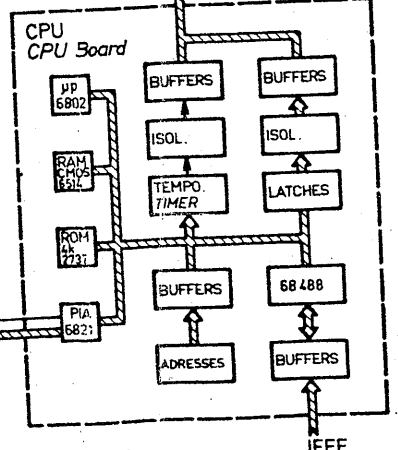 CPU
CPU Board
BUFFERS
BUFFERS
µP
6802
ISOL.
ISOL.
RAM
CMOS
6514
TEMPO.
TIMER
LATCHES
ROM
4k
2731
BUFFERS
68488
PIA
6821
ADRESSES
BUFFERS
IEEE